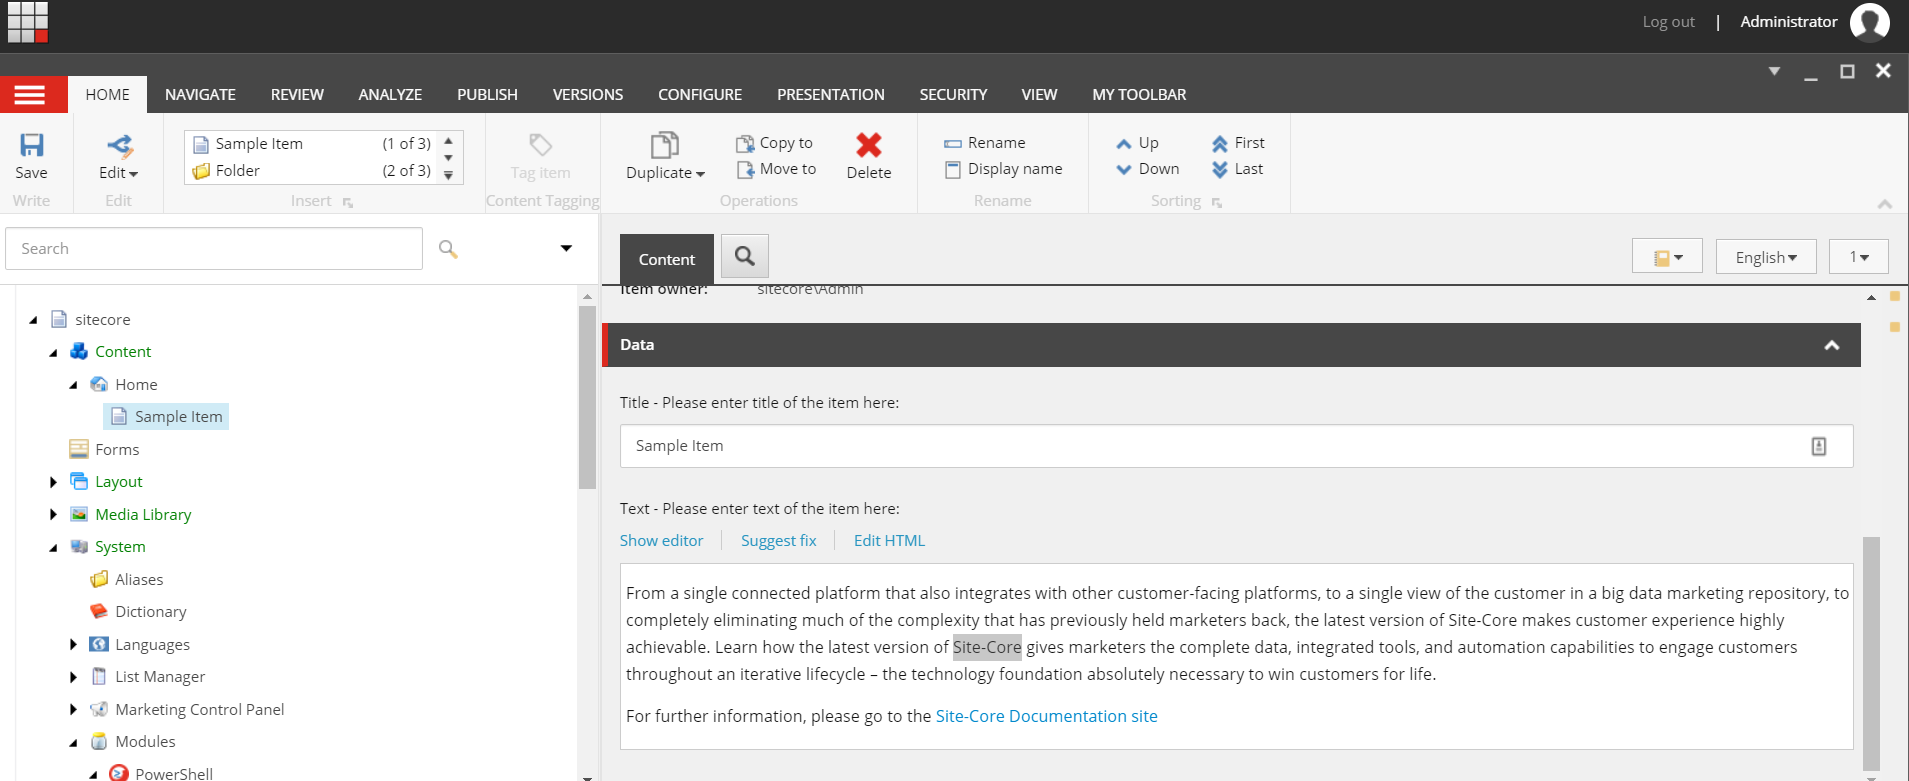 Log out | Administrator
HOME NAVIGATE REVIEW ANALYZE PUBLISH VERSIONS CONFIGURE PRESENTATION SECURITY VIEW MY TOOLBAR
Sample Item (1 of 3)
Folder (2 of 3)
Save
Edit
Tag item
Duplicate
Copy to
Move to
Delete
Rename
Display name
Up
Down
First
Last
Write
Edit
Insert
Content Tagging
Operations
Rename
Sorting
Search
sitecore
Content
Home
Sample Item
Forms
Layout
Media Library
System
Aliases
Dictionary
Languages
List Manager
Marketing Control Panel
Modules
PowerShell
Content
English
1
Item owner: sitecore\Admin
Data
Title - Please enter title of the item here:
Sample Item
Text - Please enter text of the item here:
Show editor Suggest fix Edit HTML
From a single connected platform that also integrates with other customer-facing platforms, to a single view of the customer in a big data marketing repository, to
completely eliminating much of the complexity that has previously held marketers back, the latest version of Site-Core makes customer experience highly
achievable. Learn how the latest version of Site-Core gives marketers the complete data, integrated tools, and automation capabilities to engage customers
throughout an iterative lifecycle – the technology foundation absolutely necessary to win customers for life.
For further information, please go to the Site-Core Documentation site